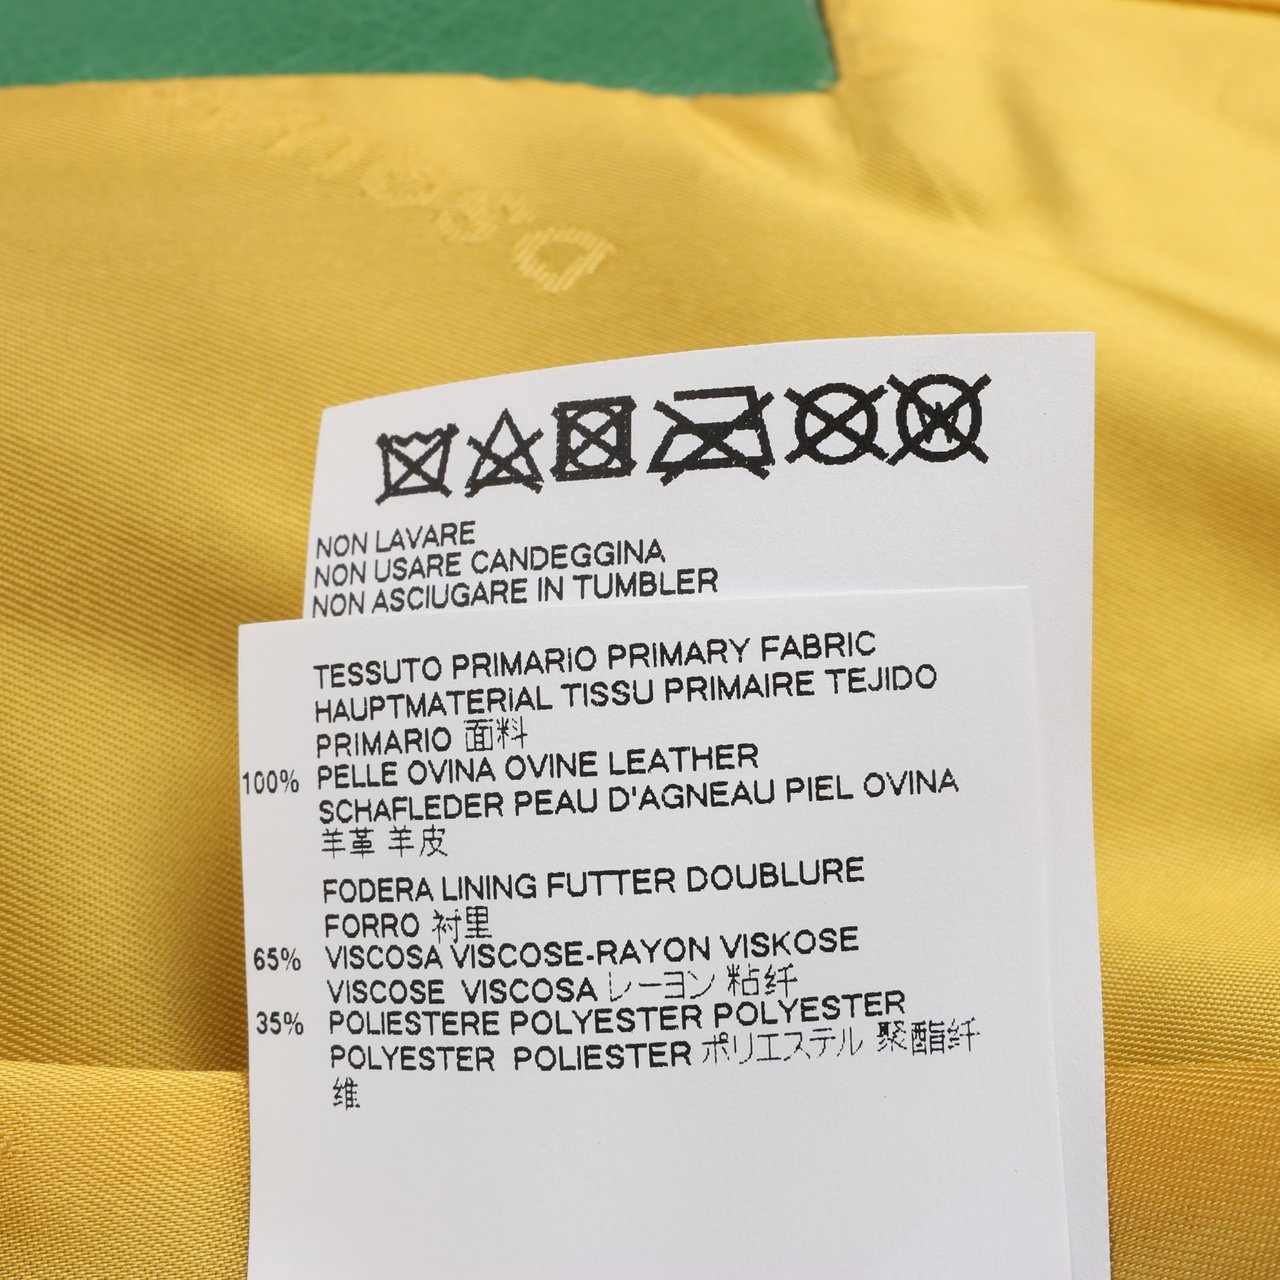 NON LAVARE
NON USARE CANDEGGINA
NON ASCIUGARE IN TUMBLER
TESSUTO PRIMARIO PRIMARY FABRIC
HAUPTMATERIAL TISSU PRIMAIRE TEJIDO
PRIMARIO 面料
100% PELLE OVINA OVINE LEATHER
SCHAFLEDER PEAU D'AGNEAU PIEL OVINA
羊革 羊皮
FODERA LINING FUTTER DOUBLURE
FORRO 衬里
65% VISCOSA VISCOSE-RAYON VISKOSE
VISCOSE VISCOSA レーヨン 粘纤
35% POLIESTERE POLYESTER POLYESTER
POLYESTER POLIESTER ポリエステル 聚酯纤
维